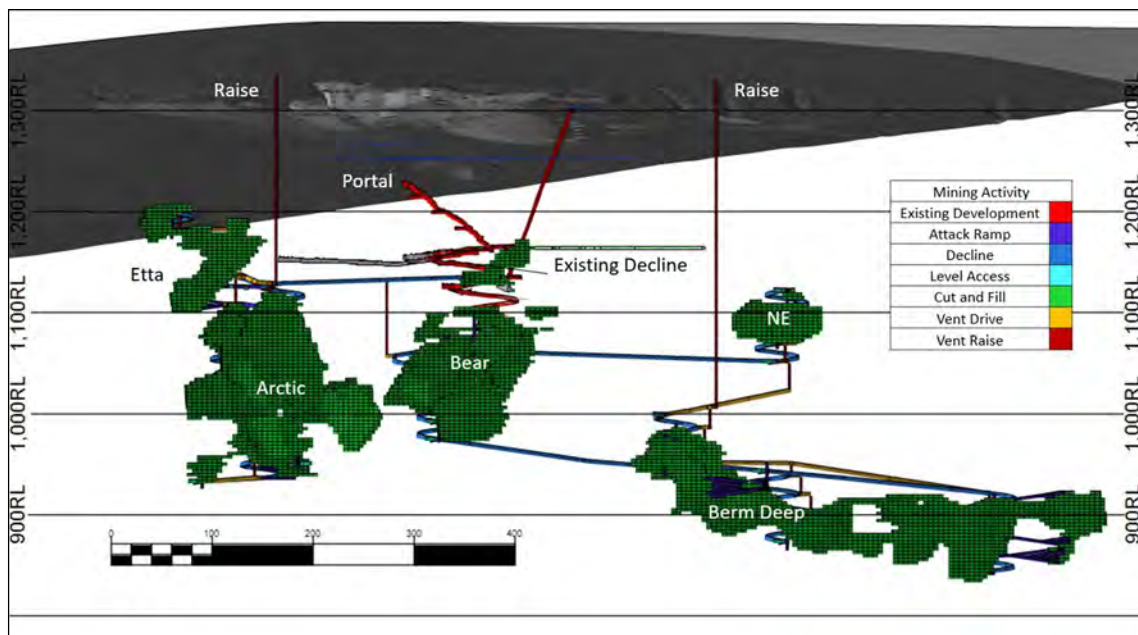 Raise
Raise
1,300RL
1,300RL
Portal
Mining Activity
Existing Development
Attack Ramp
Decline
Level Access
Cut and Fill
Vent Drive
Vent Raise
1,200RL
1,200RL
Etta
Existing Decline
1,100RL
1,100RL
NE
Bear
Arctic
1,000RL
1,000RL
Berm Deep
900RL
900RL
0 100 200 300 400